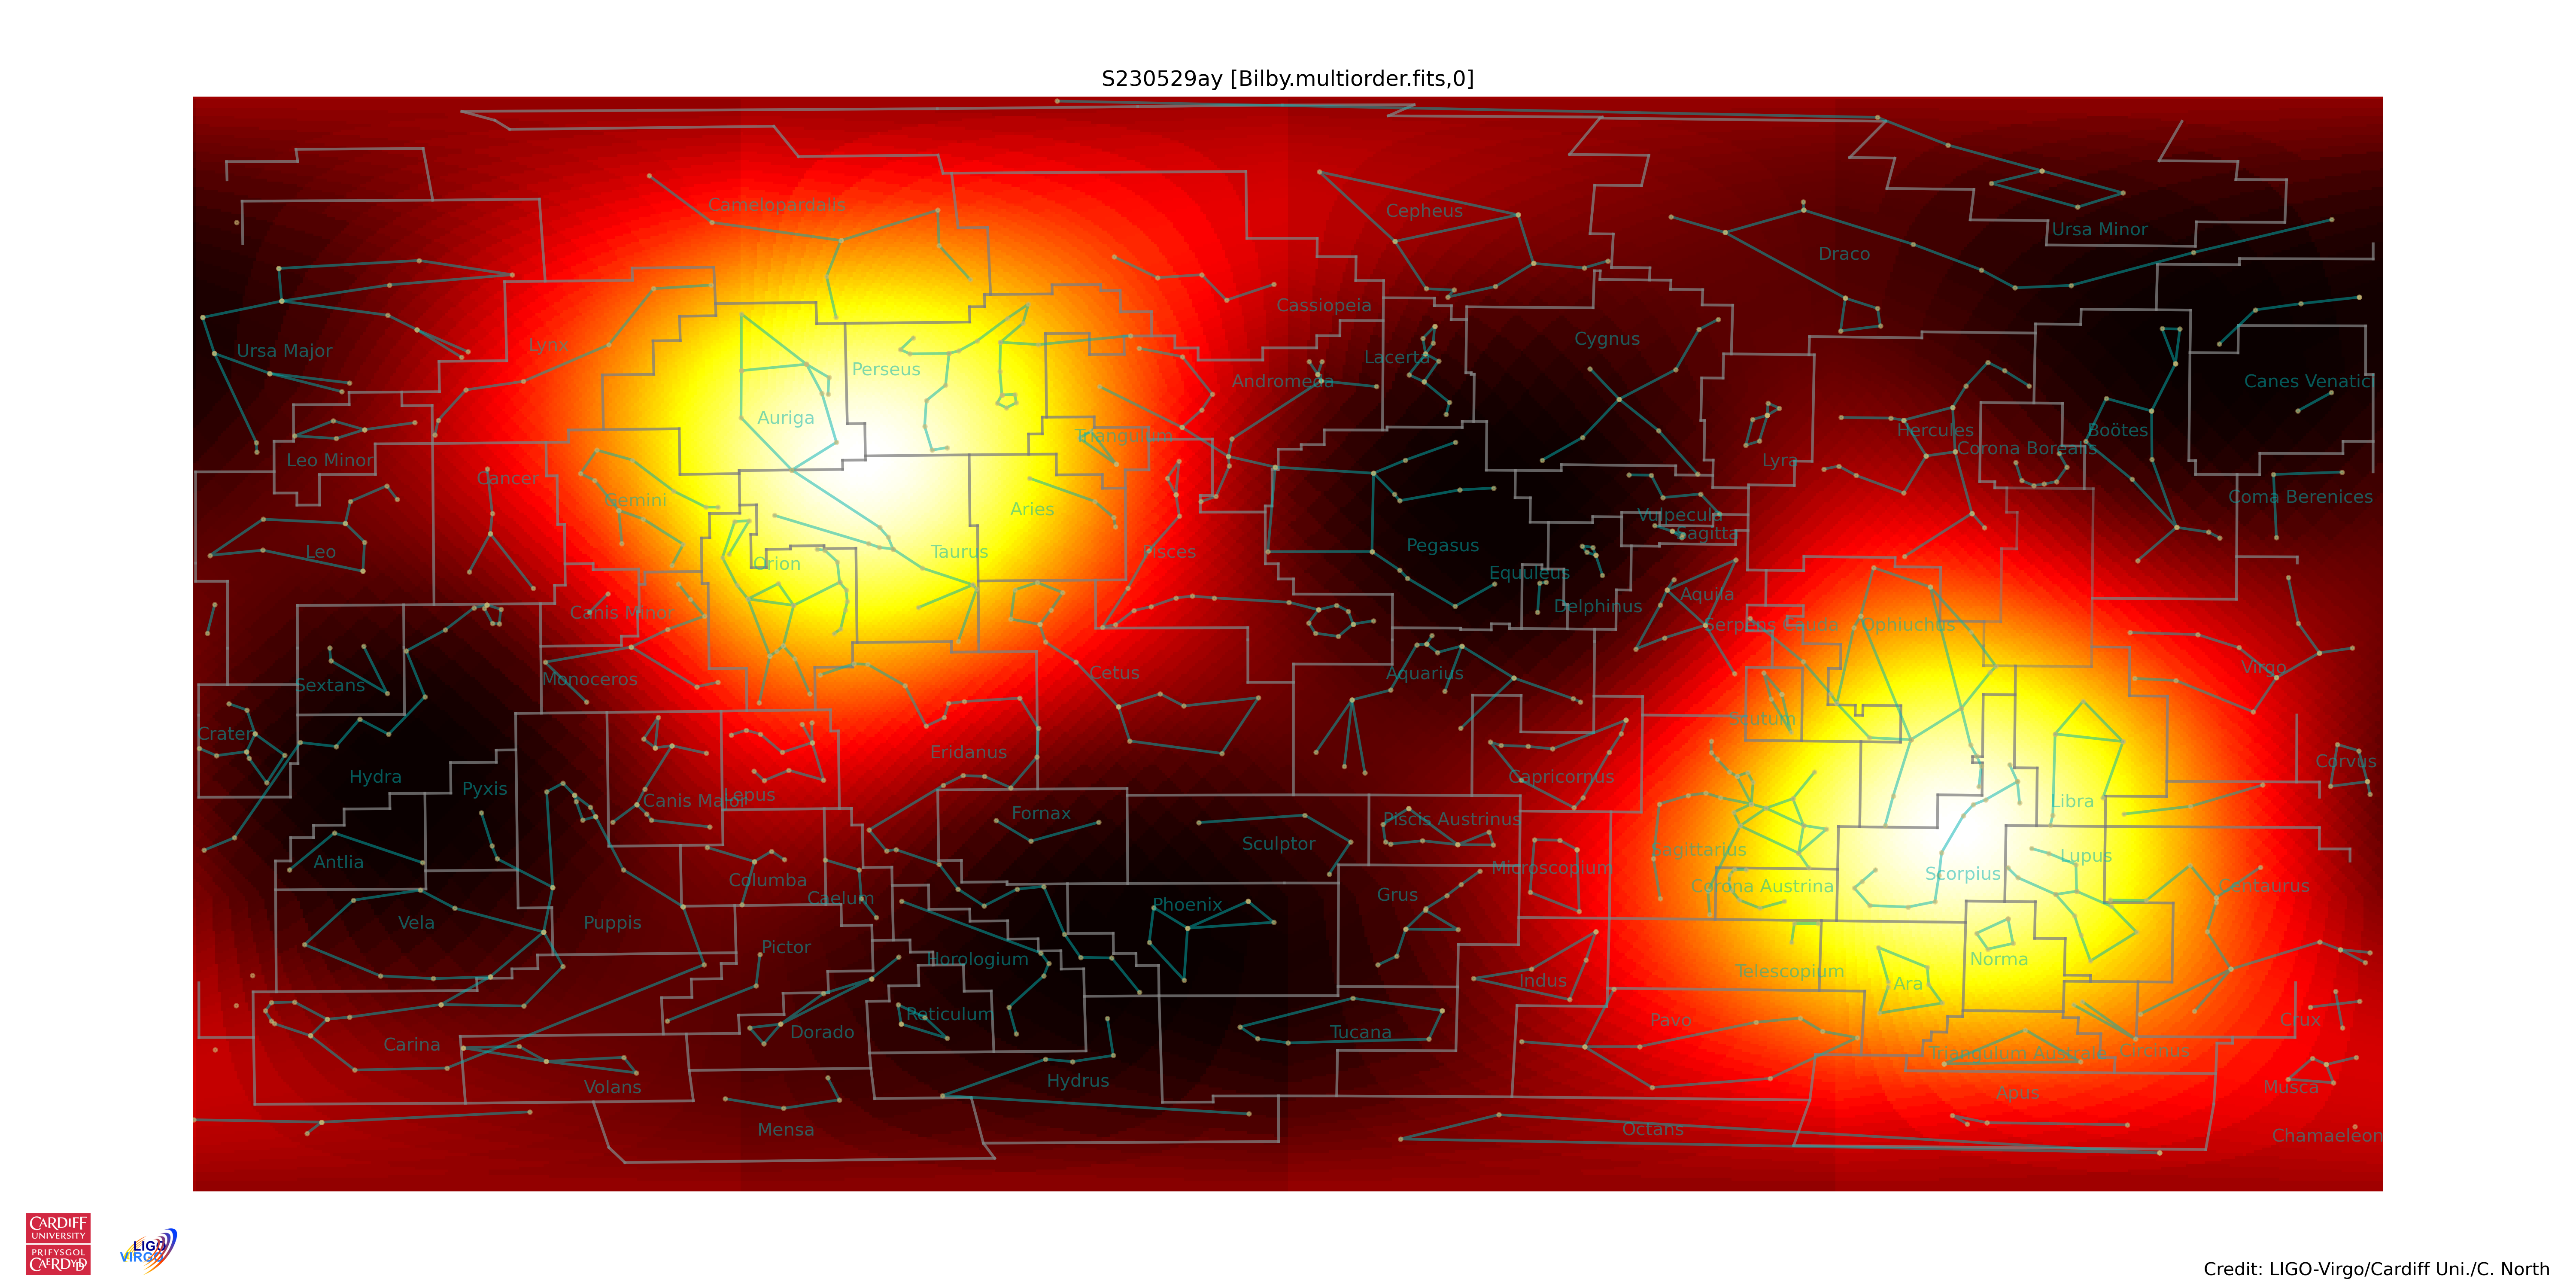 S230529ay [Bilby.multiorder.fits,0]
Camelopardalis
Cepheus
Ursa Minor
Draco
Cassiopeia
Cygnus
Lynx
Ursa Major
Lacerta
Perseus
Andromeda
Canes Venatic
Auriga
Hercules
Boötes
Triangulum
Corona Borealis
Leo Minor
Lyra
Cancer
Gemini
Coma Berenices
Aries
Vulpecula
Sagitta
Pegasus
Leo
Taurus
Pisces
Orion
Equuleus
Aquila
Delphinus
Canis Minor
Serpens Cauda
Ophiuchus
Virgo
Cetus
Aquarius
Monoceros
Sextans
Scutum
Crater
Eridanus
Corvus
Hydra
Capricornus
Pyxis
Lepus
Canis Major
Libra
Fornax
Piscis Austrinus
Sculptor
Sagittarius
Lupus
Antlia
Microscopium
Scorpius
Columba
Corona Austrina
Centaurus
Grus
Caelum
Phoenix
Vela
Puppis
Pictor
Horologium
Norma
Telescopium
Indus
Ara
Reticulum
Pavo
Crux
Dorado
Tucana
Carina
Triangulum Australe
Circinus
Hydrus
Volans
Musca
Apus
Mensa
Octans
Chamaeleon
CARDIFF
UNIVERSITY
PRIFYSGOL
CAERDYDD
LIGO
VIRGO
Credit: LIGO-Virgo/Cardiff Uni./C. North